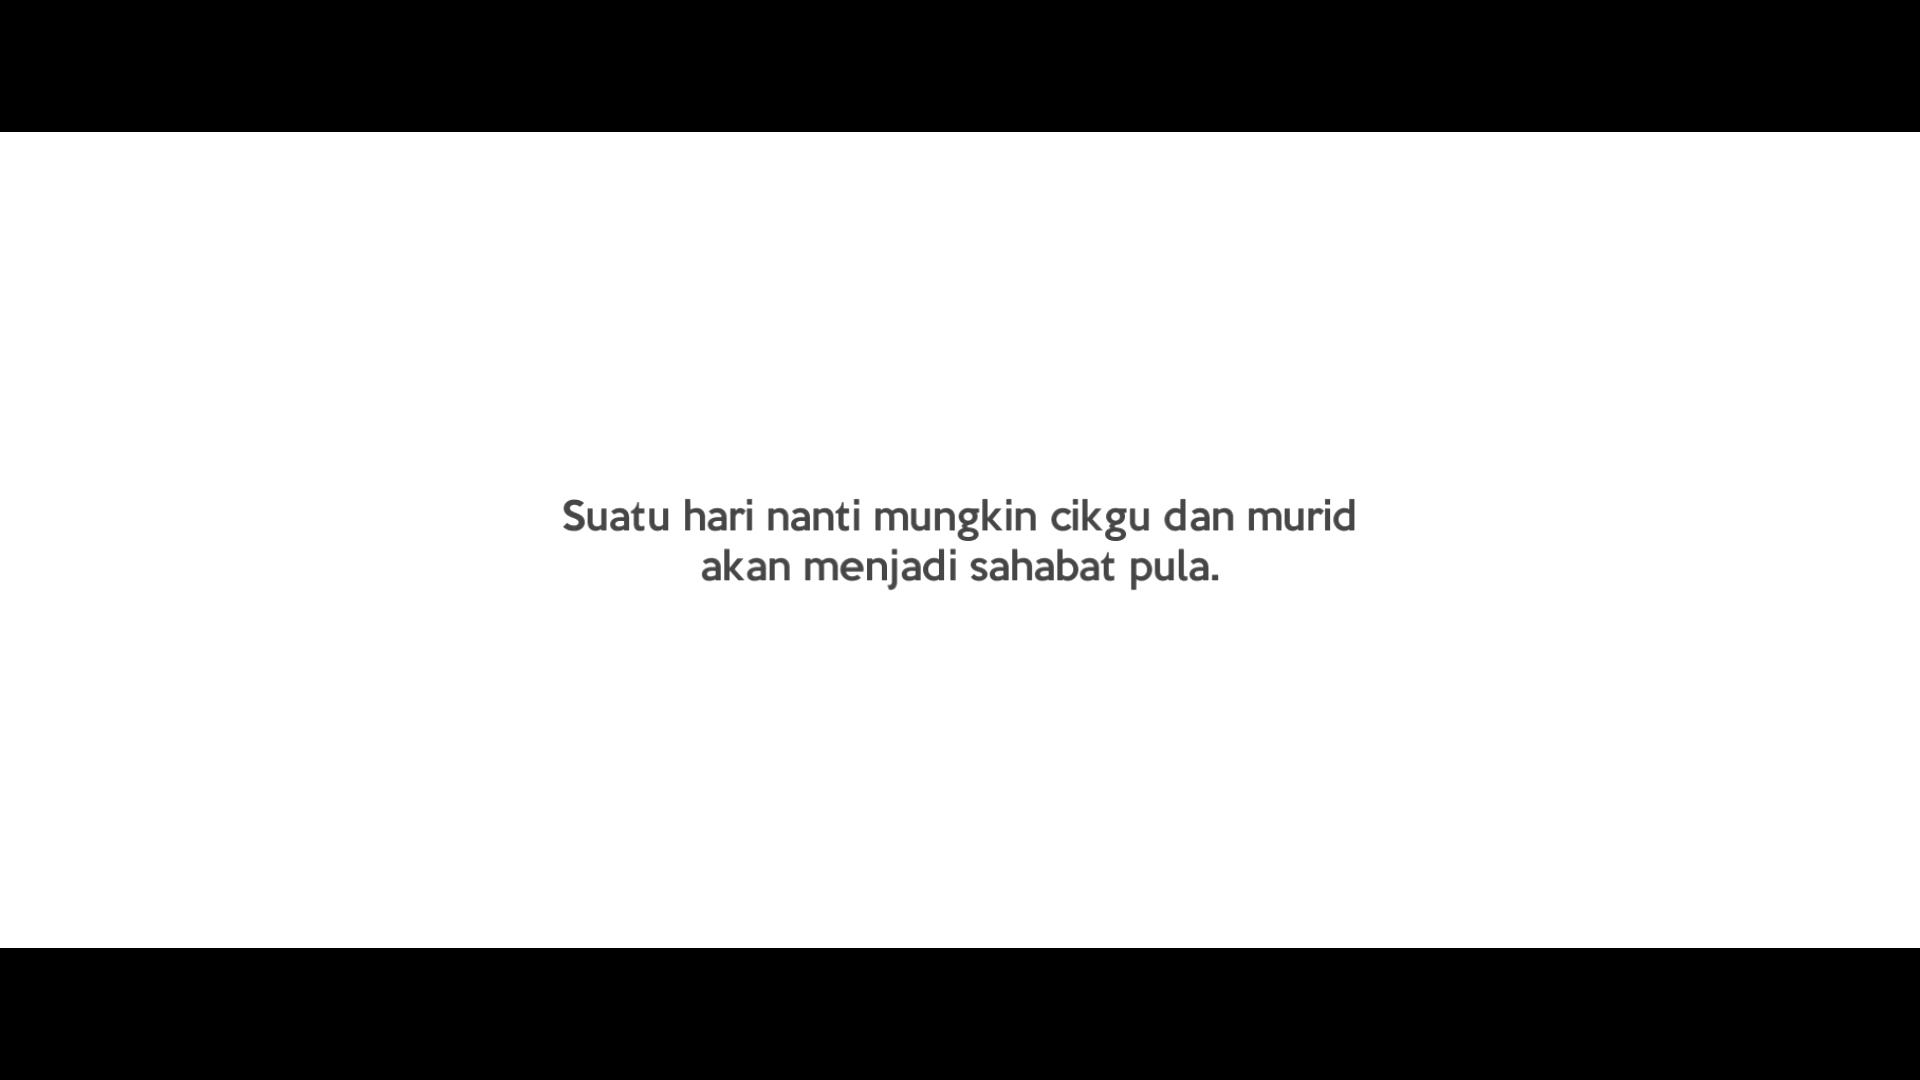 Suatu hari nanti mungkin cikgu dan murid
akan menjadi sahabat pula.